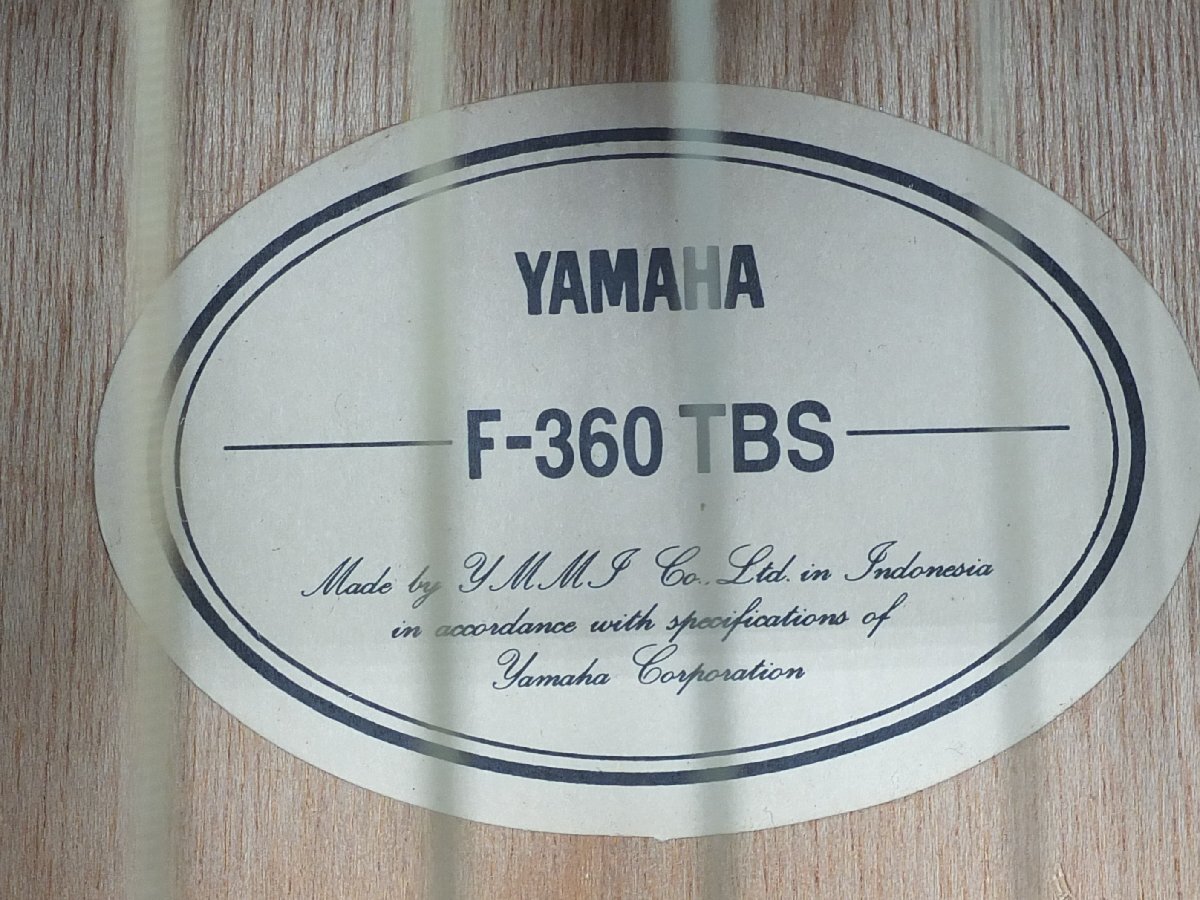 YAMAHA
F-360 TBS
Made by YMMI Co., Ltd. in Indonesia
in accordance with specifications of
Yamaha Corporation